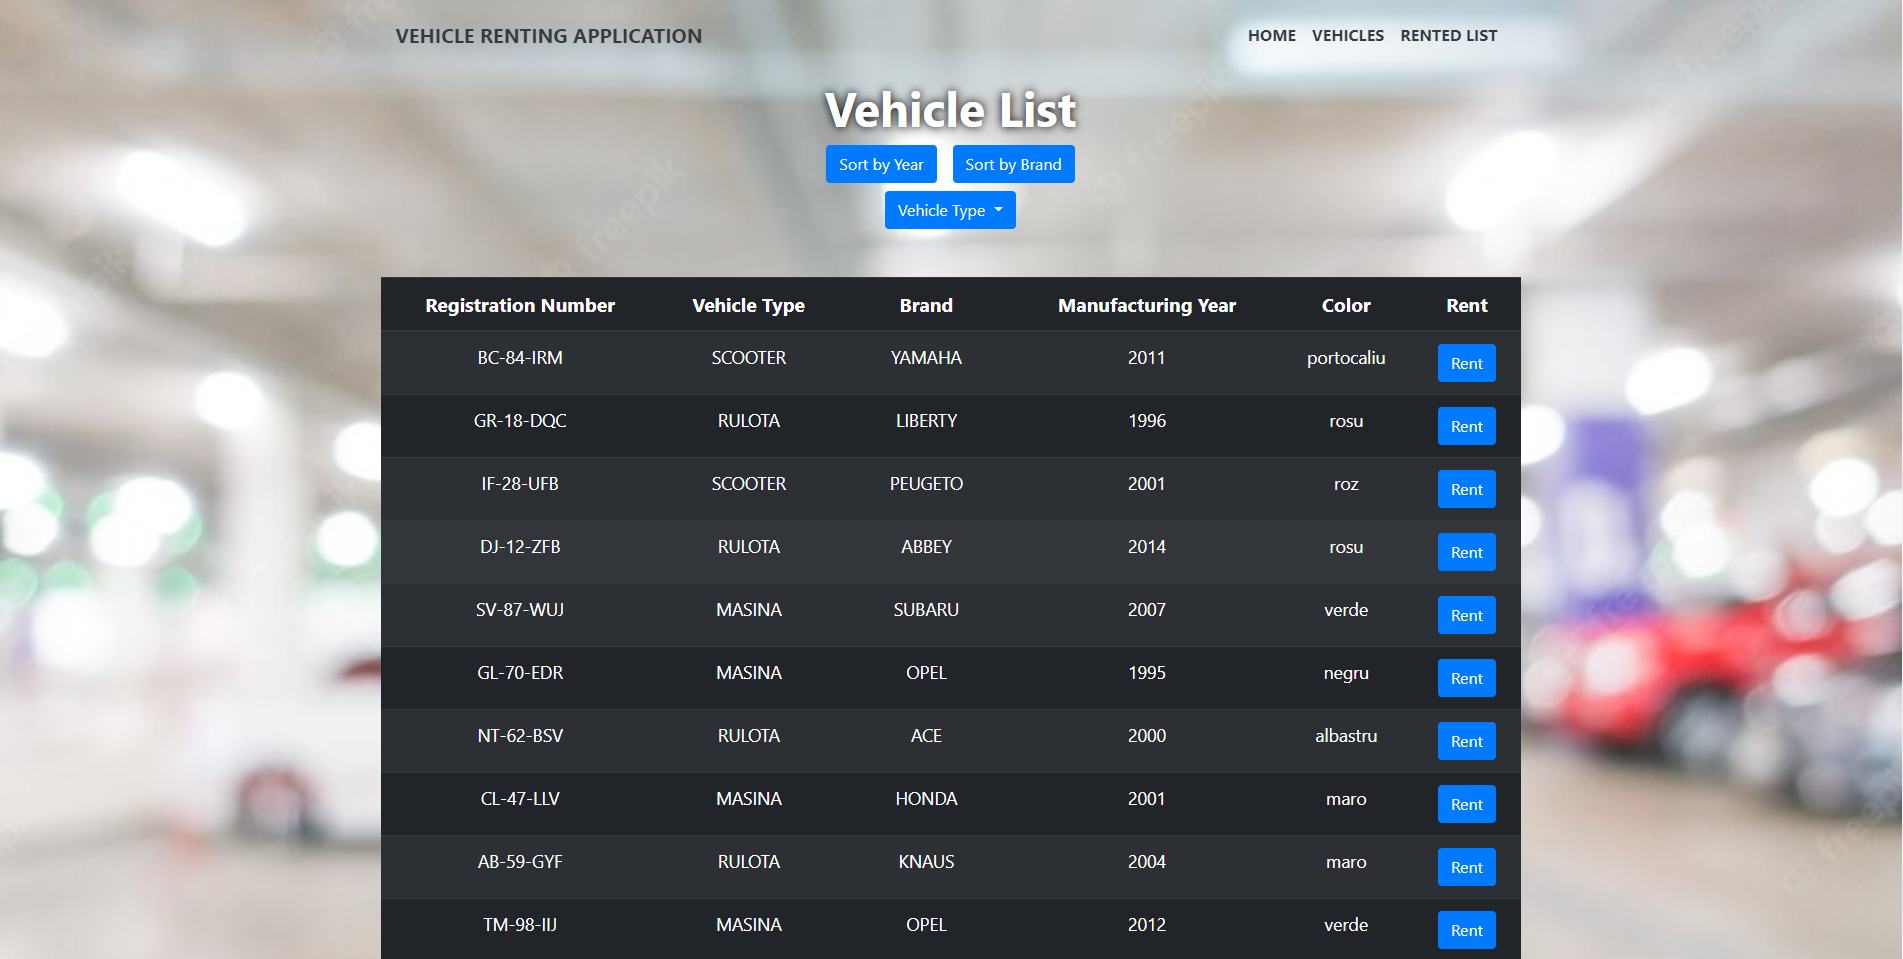 VEHICLE RENTING APPLICATION HOME VEHICLES RENTED LIST
Vehicle List
Sort by Year Sort by Brand
Vehicle Type
Registration Number Vehicle Type Brand Manufacturing Year Color Rent
BC-84-IRM SCOOTER YAMAHA 2011 portocaliu Rent
GR-18-DQC RULOTA LIBERTY 1996 rosu Rent
IF-28-UFB SCOOTER PEUGETO 2001 roz Rent
DJ-12-ZFB RULOTA ABBEY 2014 rosu Rent
SV-87-WUJ MASINA SUBARU 2007 verde Rent
GL-70-EDR MASINA OPEL 1995 negru Rent
NT-62-BSV RULOTA ACE 2000 albastru Rent
CL-47-LLV MASINA HONDA 2001 maro Rent
AB-59-GYF RULOTA KNAUS 2004 maro Rent
TM-98-IIJ MASINA OPEL 2012 verde Rent
freepik
freepik
freepik